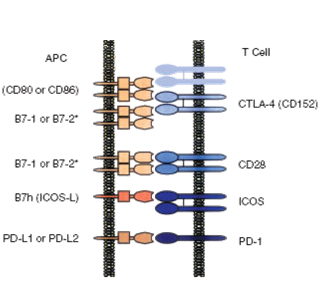 APC
T Cell
(CD80 or CD86)
CTLA-4 (CD152)
B7-1 or B7-2*
B7-1 or B7-2*
CD28
B7h (ICOS-L)
ICOS
PD-L1 or PD-L2
PD-1